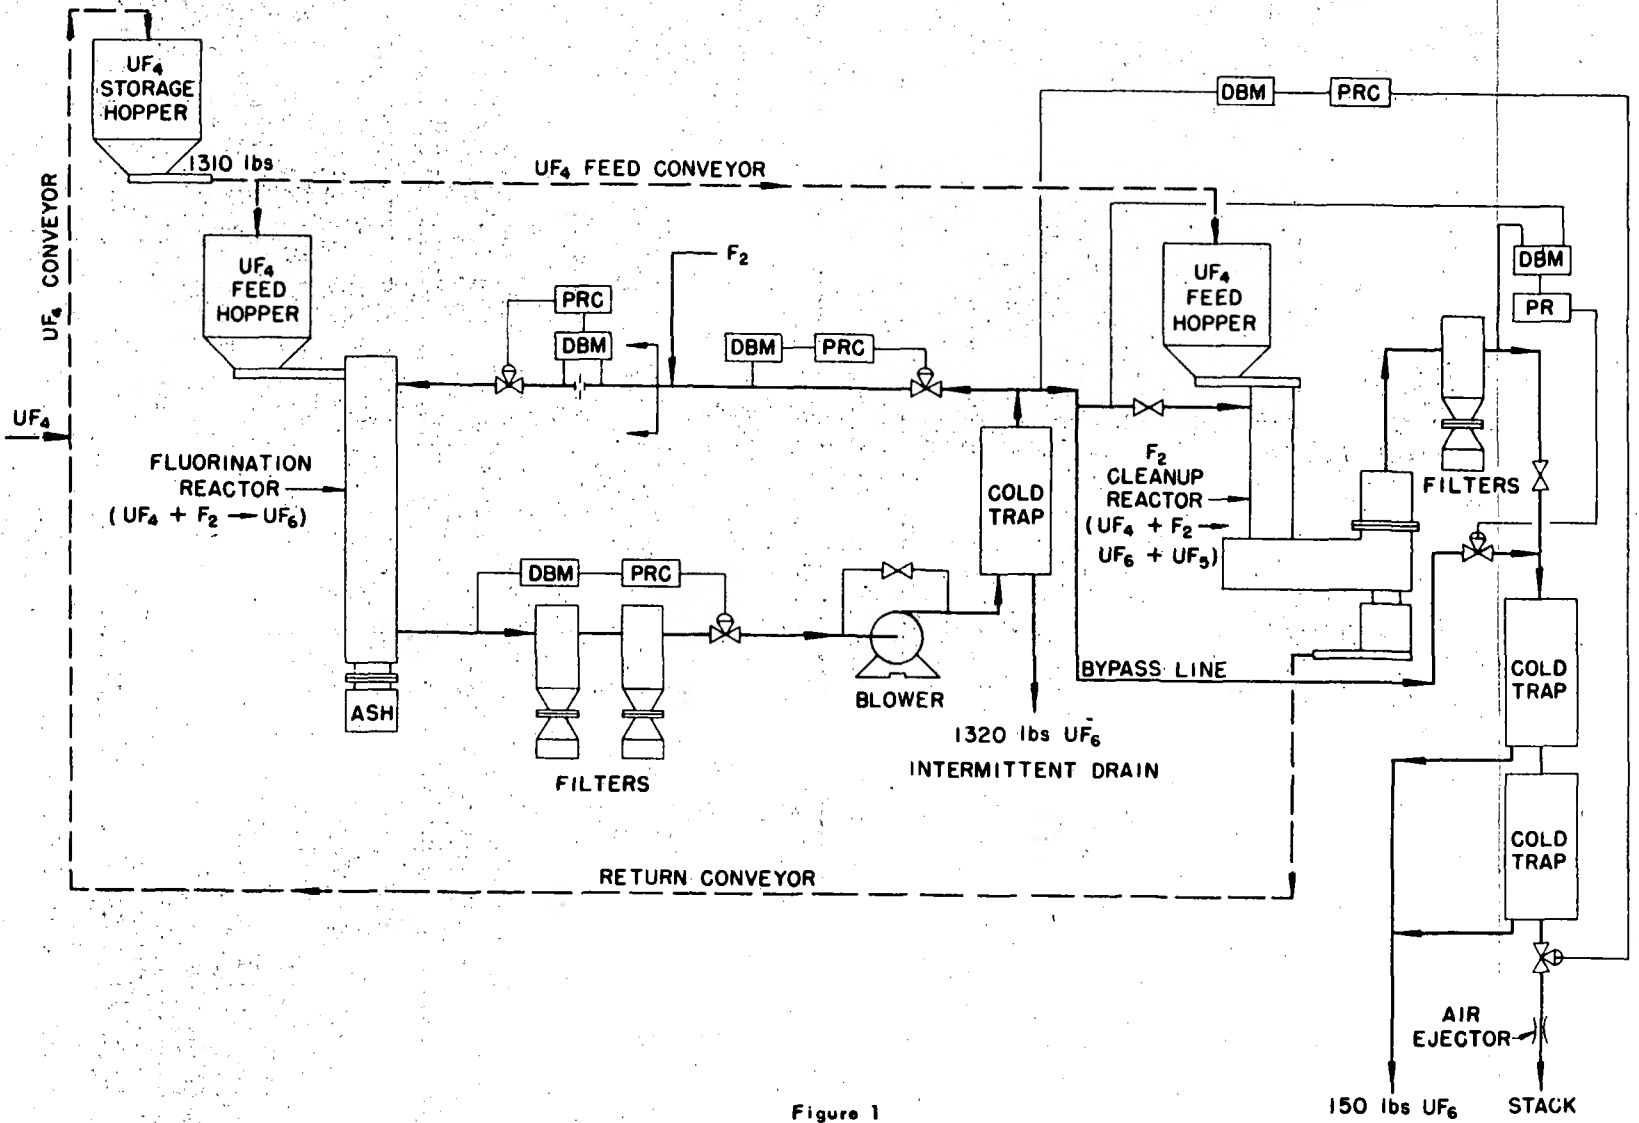 UF₄
STORAGE
HOPPER
1310 lbs
UF₄ FEED CONVEYOR
UF₄ CONVEYOR
DBM
PRC
UF₄
FEED
HOPPER
F₂
PRC
DBM
DBM
PRC
UF₄
FEED
HOPPER
DBM
PR
UF₄
FLUORINATION
REACTOR
(UF₄ + F₂ → UF₆)
COLD
TRAP
F₂
CLEANUP
REACTOR
(UF₄ + F₂ →
UF₆ + UF₅)
FILTERS
DBM
PRC
ASH
BLOWER
BYPASS LINE
COLD
TRAP
1320 lbs UF₆
INTERMITTENT DRAIN
FILTERS
COLD
TRAP
RETURN CONVEYOR
AIR
EJECTOR
150 lbs UF₆
STACK
Figure 1